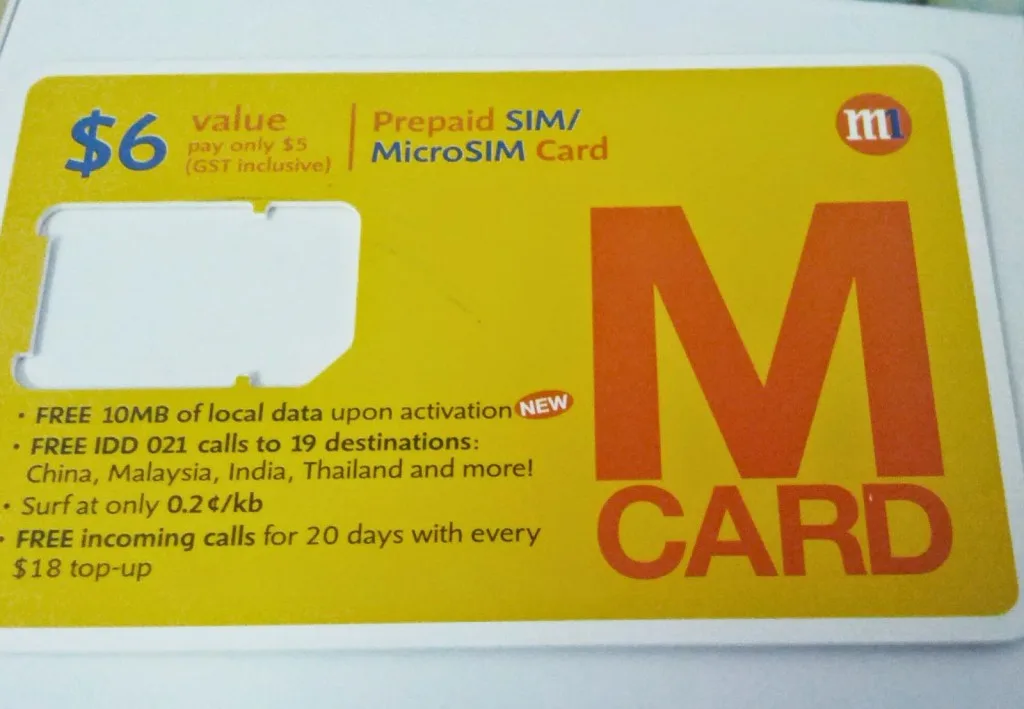 $6 value
pay only $5
(GST inclusive)
Prepaid SIM/
MicroSIM Card
m1
M
CARD
• FREE 10MB of local data upon activation NEW
• FREE IDD 021 calls to 19 destinations:
China, Malaysia, India, Thailand and more!
• Surf at only 0.2¢/kb
• FREE incoming calls for 20 days with every
$18 top-up